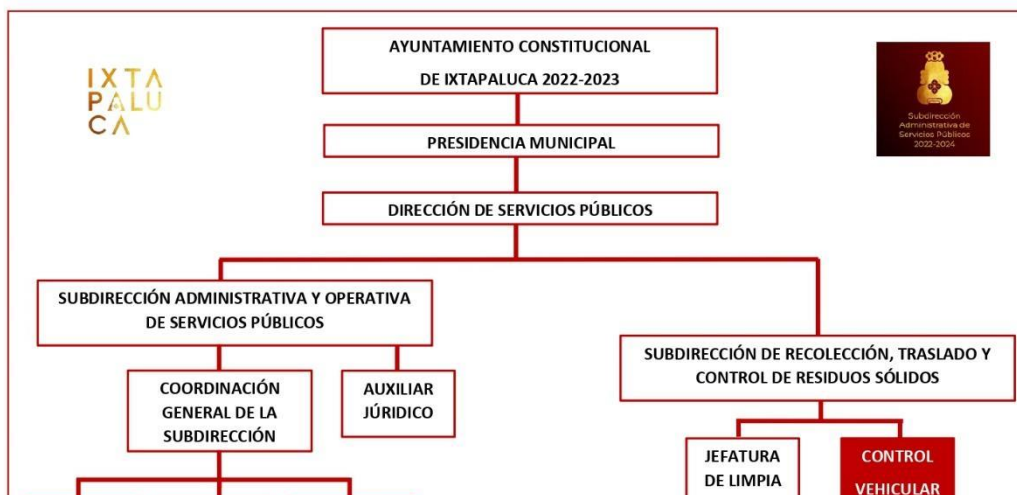 IXTA
PALU
CA
AYUNTAMIENTO CONSTITUCIONAL
DE IXTAPALUCA 2022-2023
Subdirección
Administrativa de
Servicios Públicos
2022-2024
PRESIDENCIA MUNICIPAL
DIRECCIÓN DE SERVICIOS PÚBLICOS
SUBDIRECCIÓN ADMINISTRATIVA Y OPERATIVA
DE SERVICIOS PÚBLICOS
SUBDIRECCIÓN DE RECOLECCIÓN, TRASLADO Y
CONTROL DE RESIDUOS SÓLIDOS
COORDINACIÓN
GENERAL DE LA
SUBDIRECCIÓN
AUXILIAR
JÚRIDICO
JEFATURA
DE LIMPIA
CONTROL
VEHICULAR